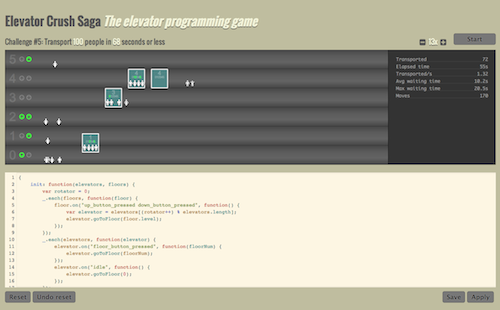 Elevator Crush Saga The elevator programming game
Challenge #5: Transport 100 people in 68 seconds or less
13x
Start
5
4
3
2
1
0
Transported 72
Elapsed time 55s
Transported/s 1.32
Avg waiting time 10.2s
Max waiting time 20.5s
Moves 170
1 {
2 init: function(elevators, floors) {
3 var rotator = 0;
4 _.each(floors, function(floor) {
5 floor.on("up_button_pressed down_button_pressed", function() {
6 var elevator = elevators[(rotator++) % elevators.length];
7 elevator.goToFloor(floor.level);
8 });
9 });
10 _.each(elevators, function(elevator) {
11 elevator.on("floor_button_pressed", function(floorNum) {
12 elevator.goToFloor(floorNum);
13 });
14 elevator.on("idle", function() {
15 elevator.goToFloor(0);
16 });
Reset Undo reset Save Apply